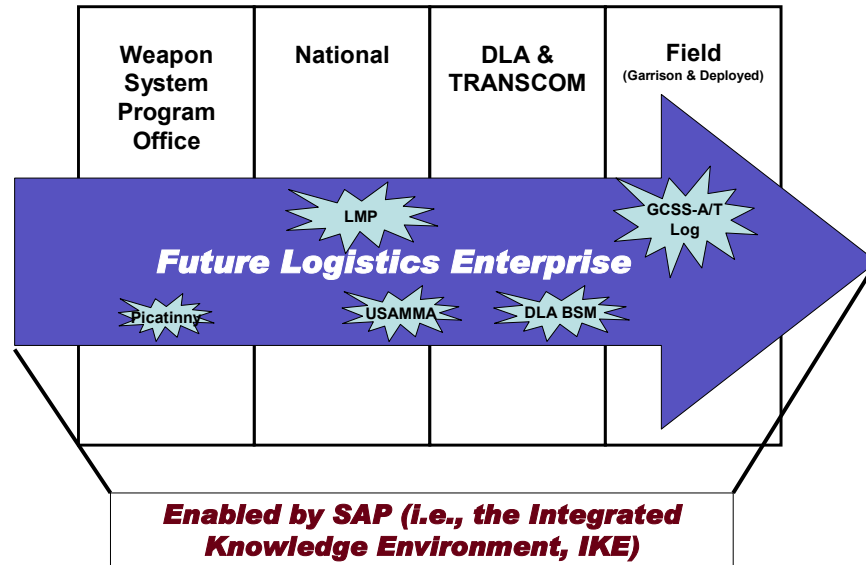 Weapon
System
Program
Office
National
DLA &
TRANSCOM
Field
(Garrison & Deployed)
LMP
GCSS-A/T
Log
Future Logistics Enterprise
Picatinny
USAMMA
DLA BSM
Enabled by SAP (i.e., the Integrated
Knowledge Environment, IKE)